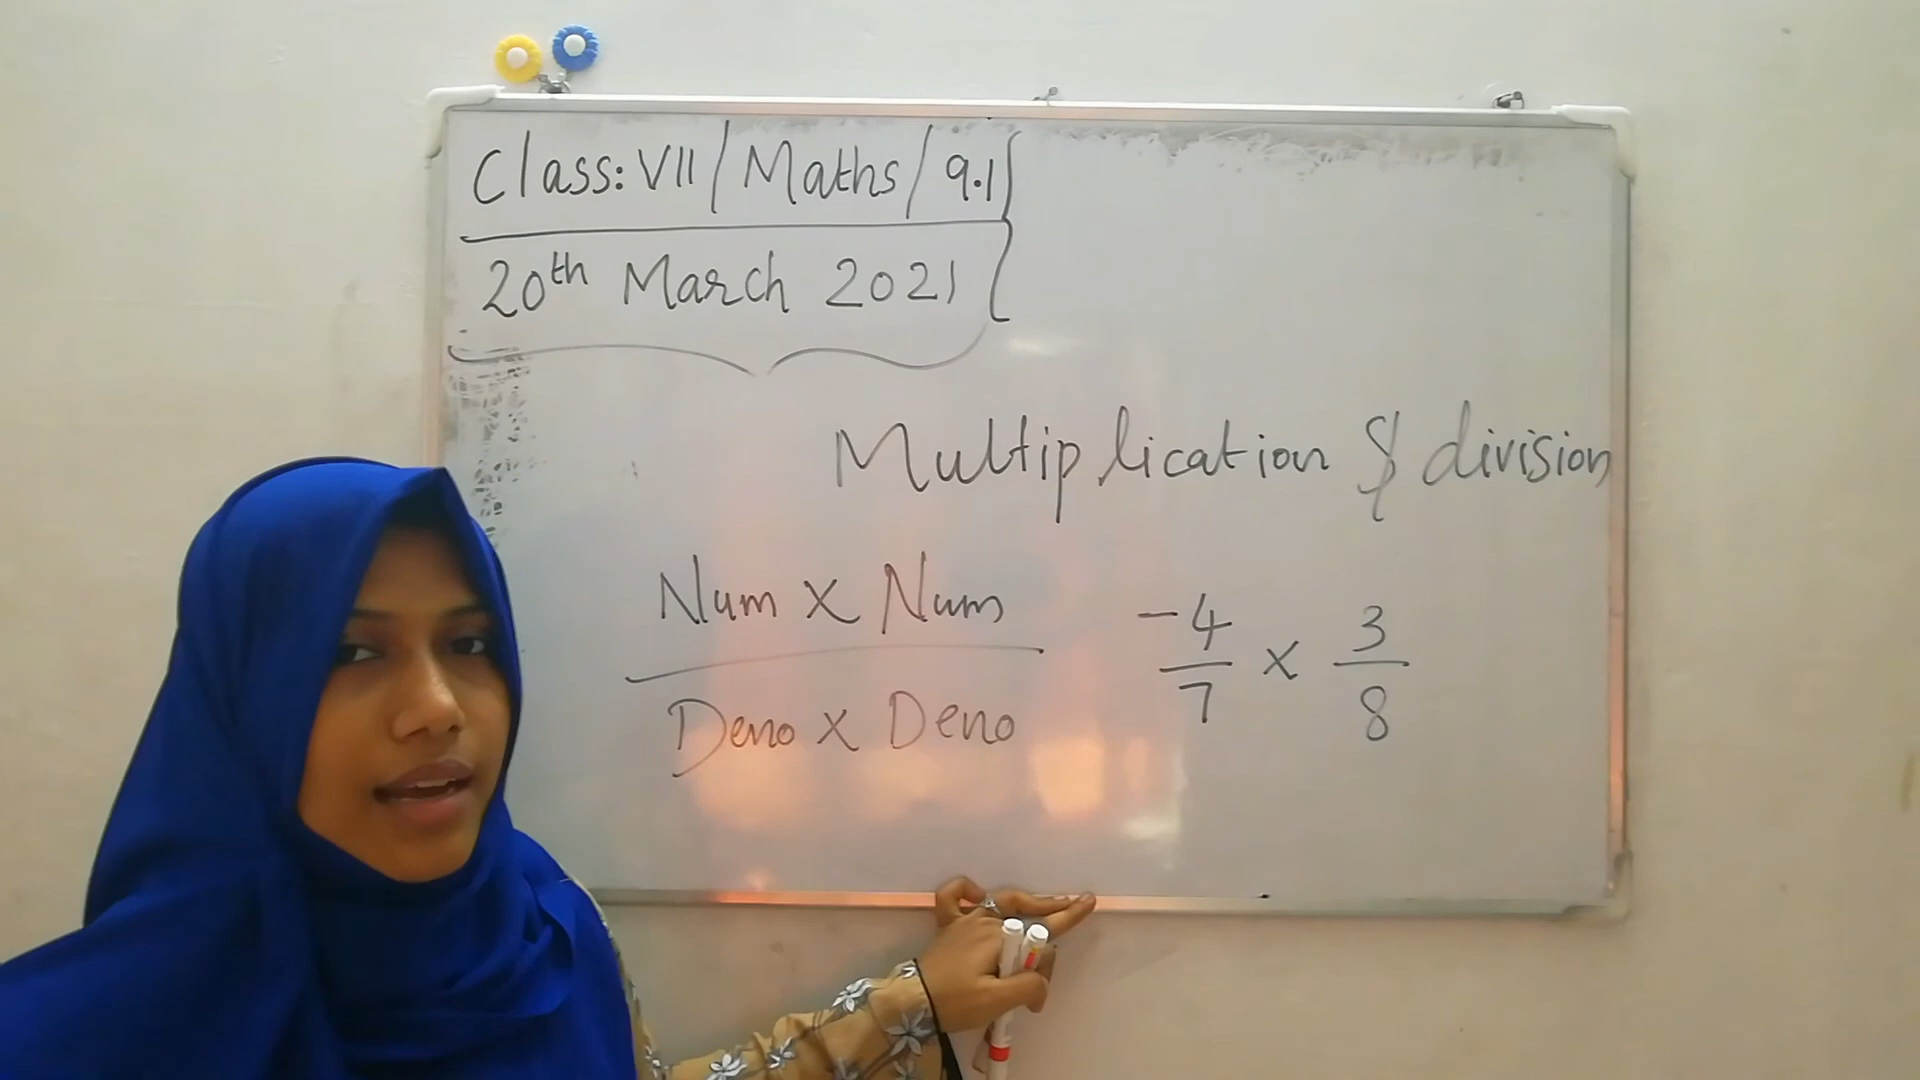 Class: VII / Maths / 9.1
20th March 2021
Multiplication & division
Num x Num
Deno x Deno
-4/7 x 3/8